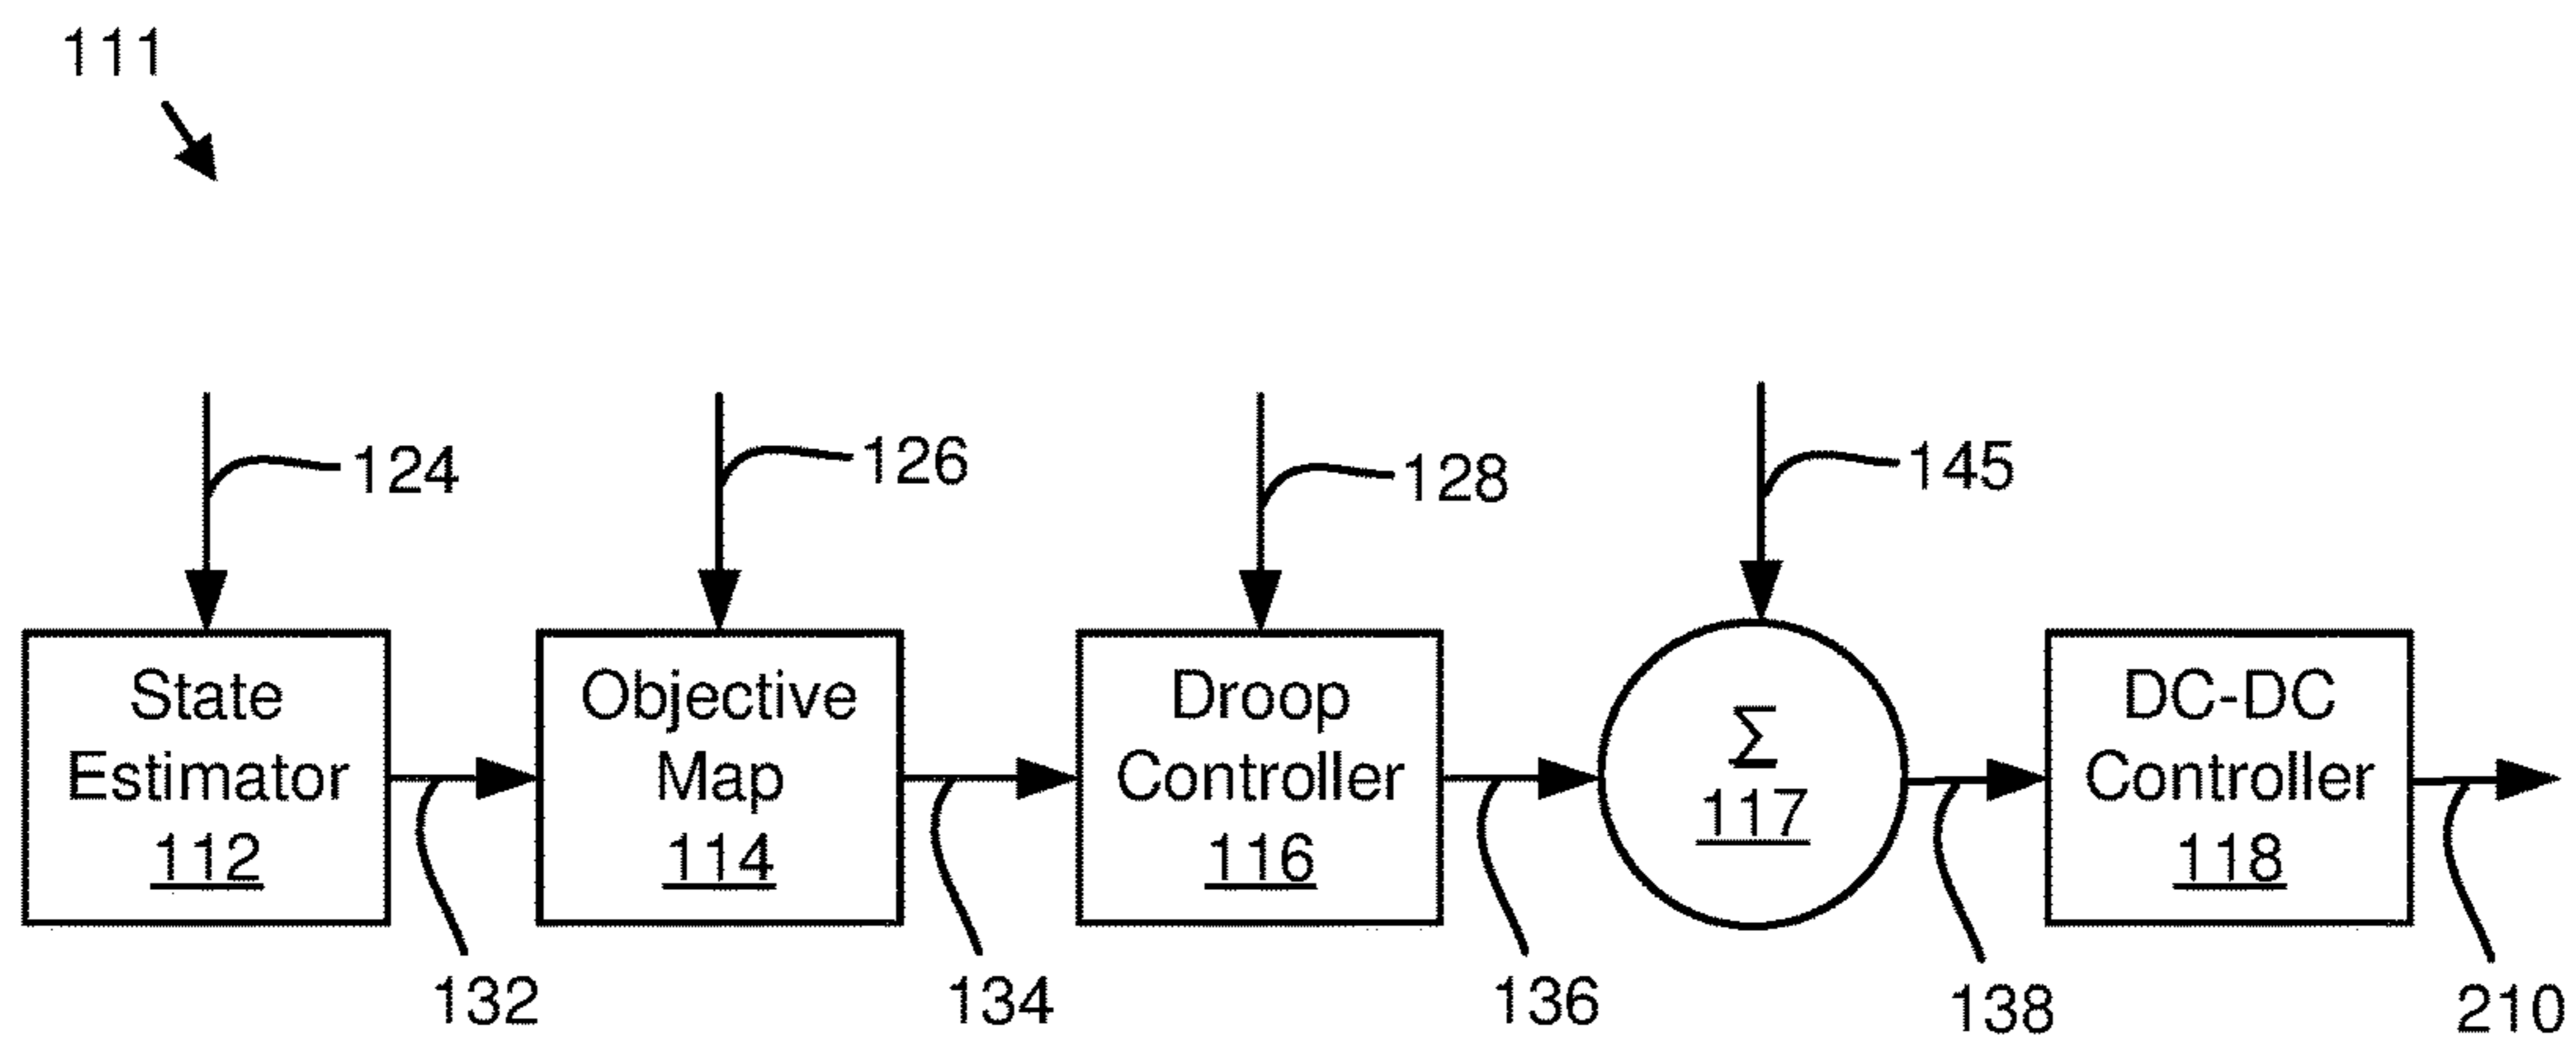 111
124
126
128
145
State
Estimator
112
Objective
Map
114
Droop
Controller
116
Σ
117
DC-DC
Controller
118
132
134
136
138
210